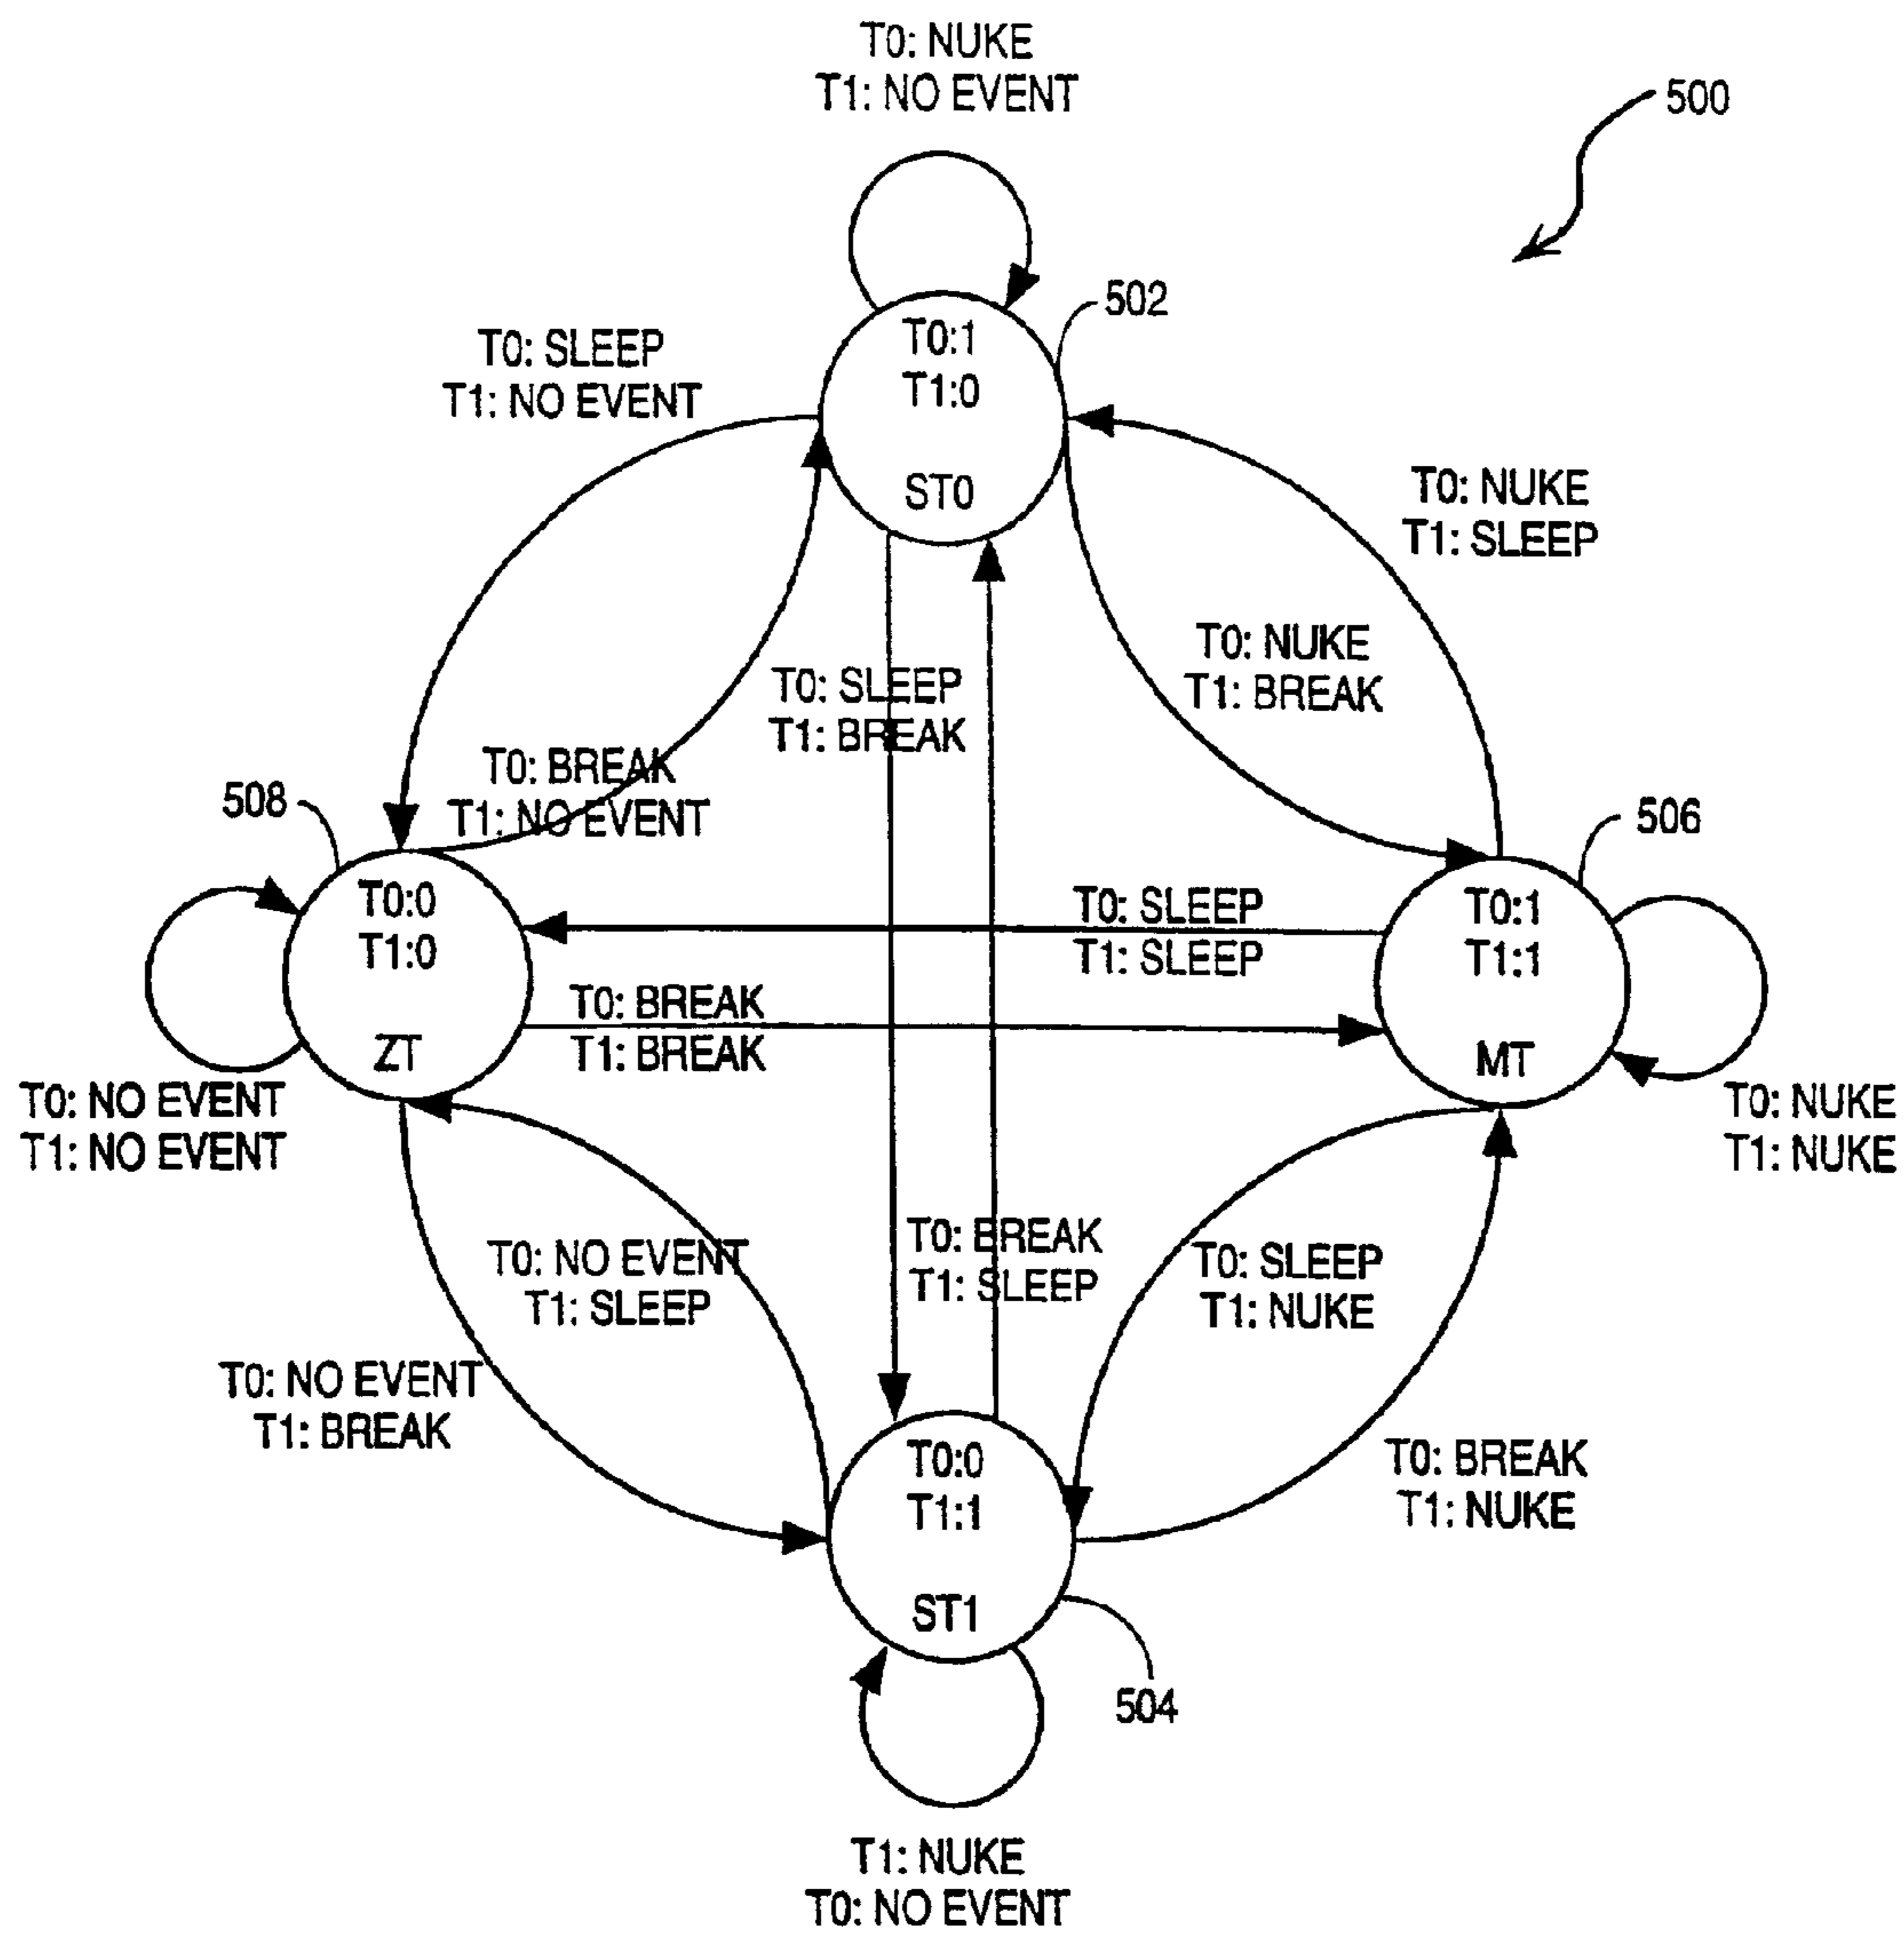 T0: NUKE
T1: NO EVENT
500
502
T0:1
T1:0
ST0
T0: SLEEP
T1: NO EVENT
T0: NUKE
T1: SLEEP
T0: NUKE
T1: BREAK
T0: SLEEP
T1: BREAK
T0: BREAK
T1: NO EVENT
508
506
T0:0
T1:0
ZT
T0: SLEEP
T1: SLEEP
T0:1
T1:1
MT
T0: BREAK
T1: BREAK
T0: NO EVENT
T1: NO EVENT
T0: NUKE
T1: NUKE
T0: NO EVENT
T1: SLEEP
T0: BREAK
T1: SLEEP
T0: SLEEP
T1: NUKE
T0: NO EVENT
T1: BREAK
T0: BREAK
T1: NUKE
T0:0
T1:1
ST1
504
T1: NUKE
T0: NO EVENT